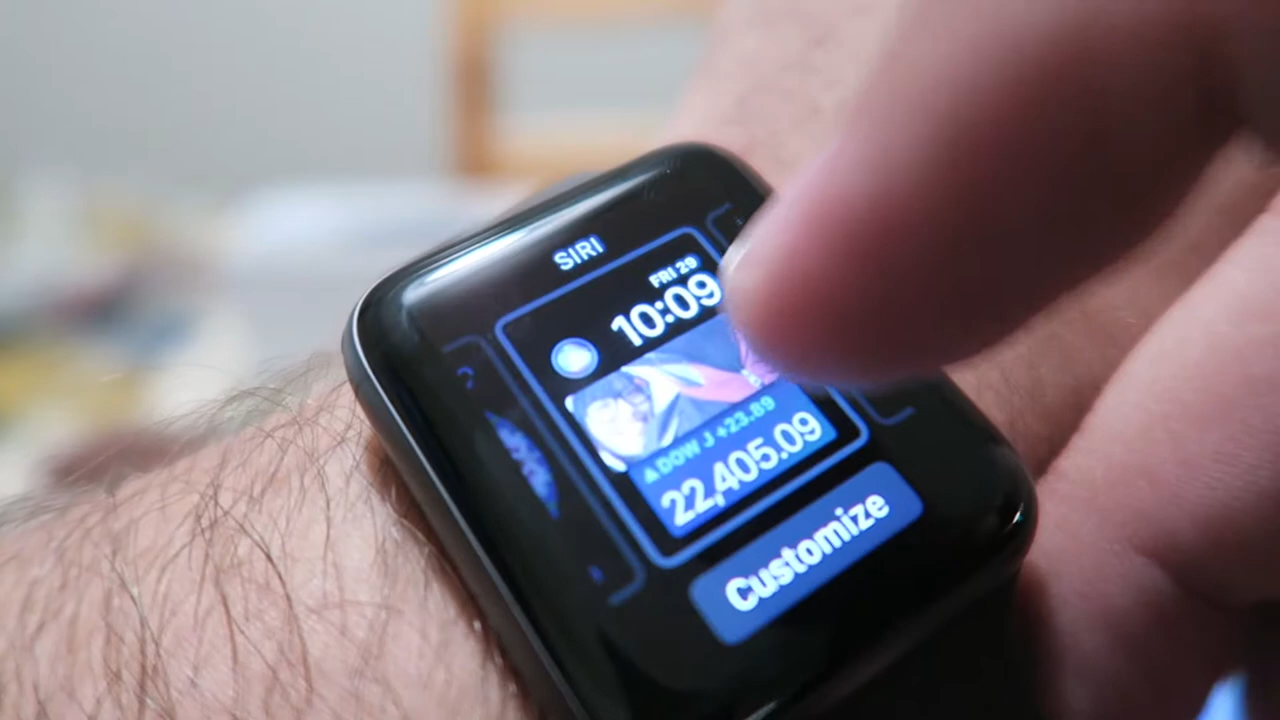 SIRI
FRI 29
10:09
▲DOW J +23.89
22,405.09
Customize